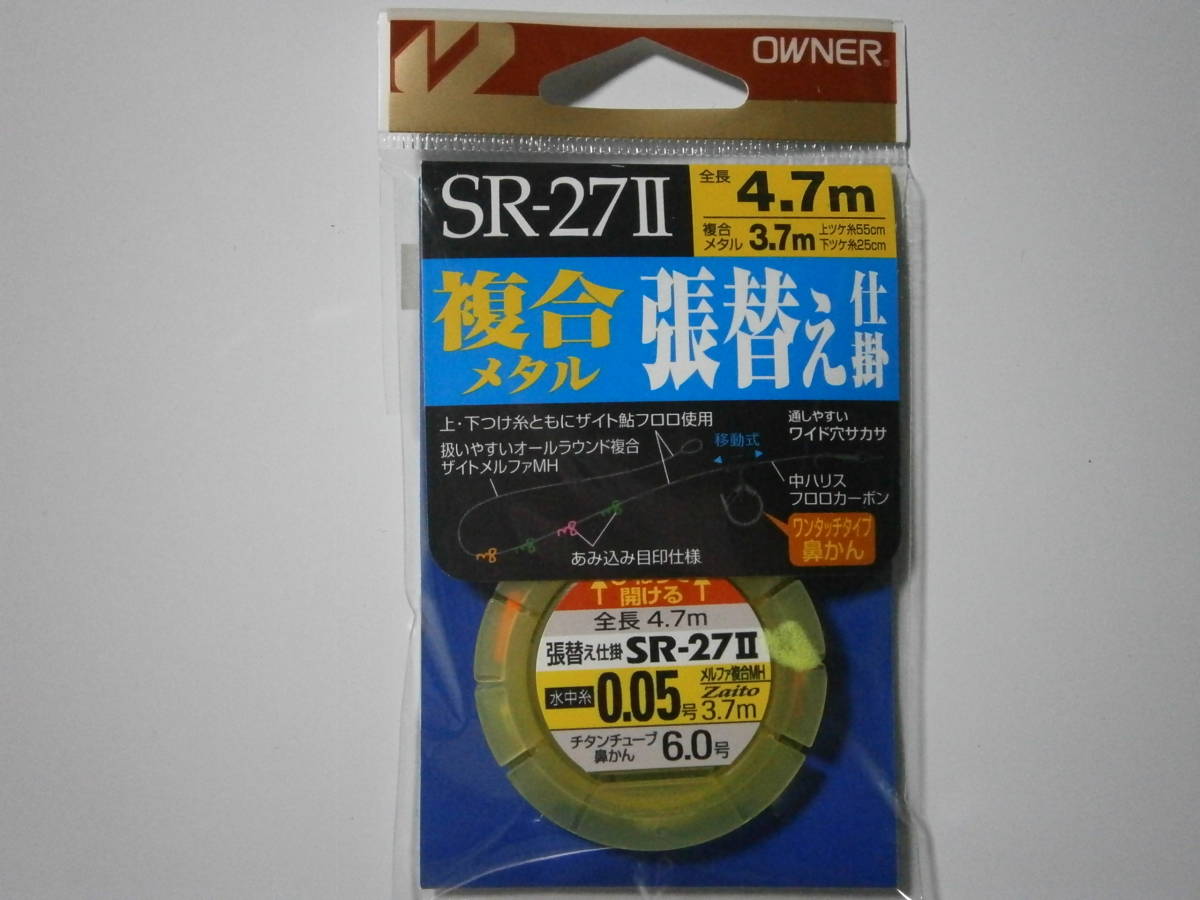 OWNER
SR-27Ⅱ
全長 4.7m
複合メタル 3.7m 上ツケ糸55cm
下ツケ糸25cm
複合メタル
張替え仕掛
上・下つけ糸ともにザイト鮎フロロ使用
扱いやすいオールラウンド複合
ザイトメルファMH
移動式
通しやすい
ワイド穴サカサ
中ハリス
フロロカーボン
ワンタッチタイプ
鼻かん
あみ込み目印仕様
開ける
全長 4.7m
張替え仕掛 SR-27Ⅱ
水中糸 0.05号
メルファ複合MH
Zaito
3.7m
チタンチューブ
鼻かん 6.0号